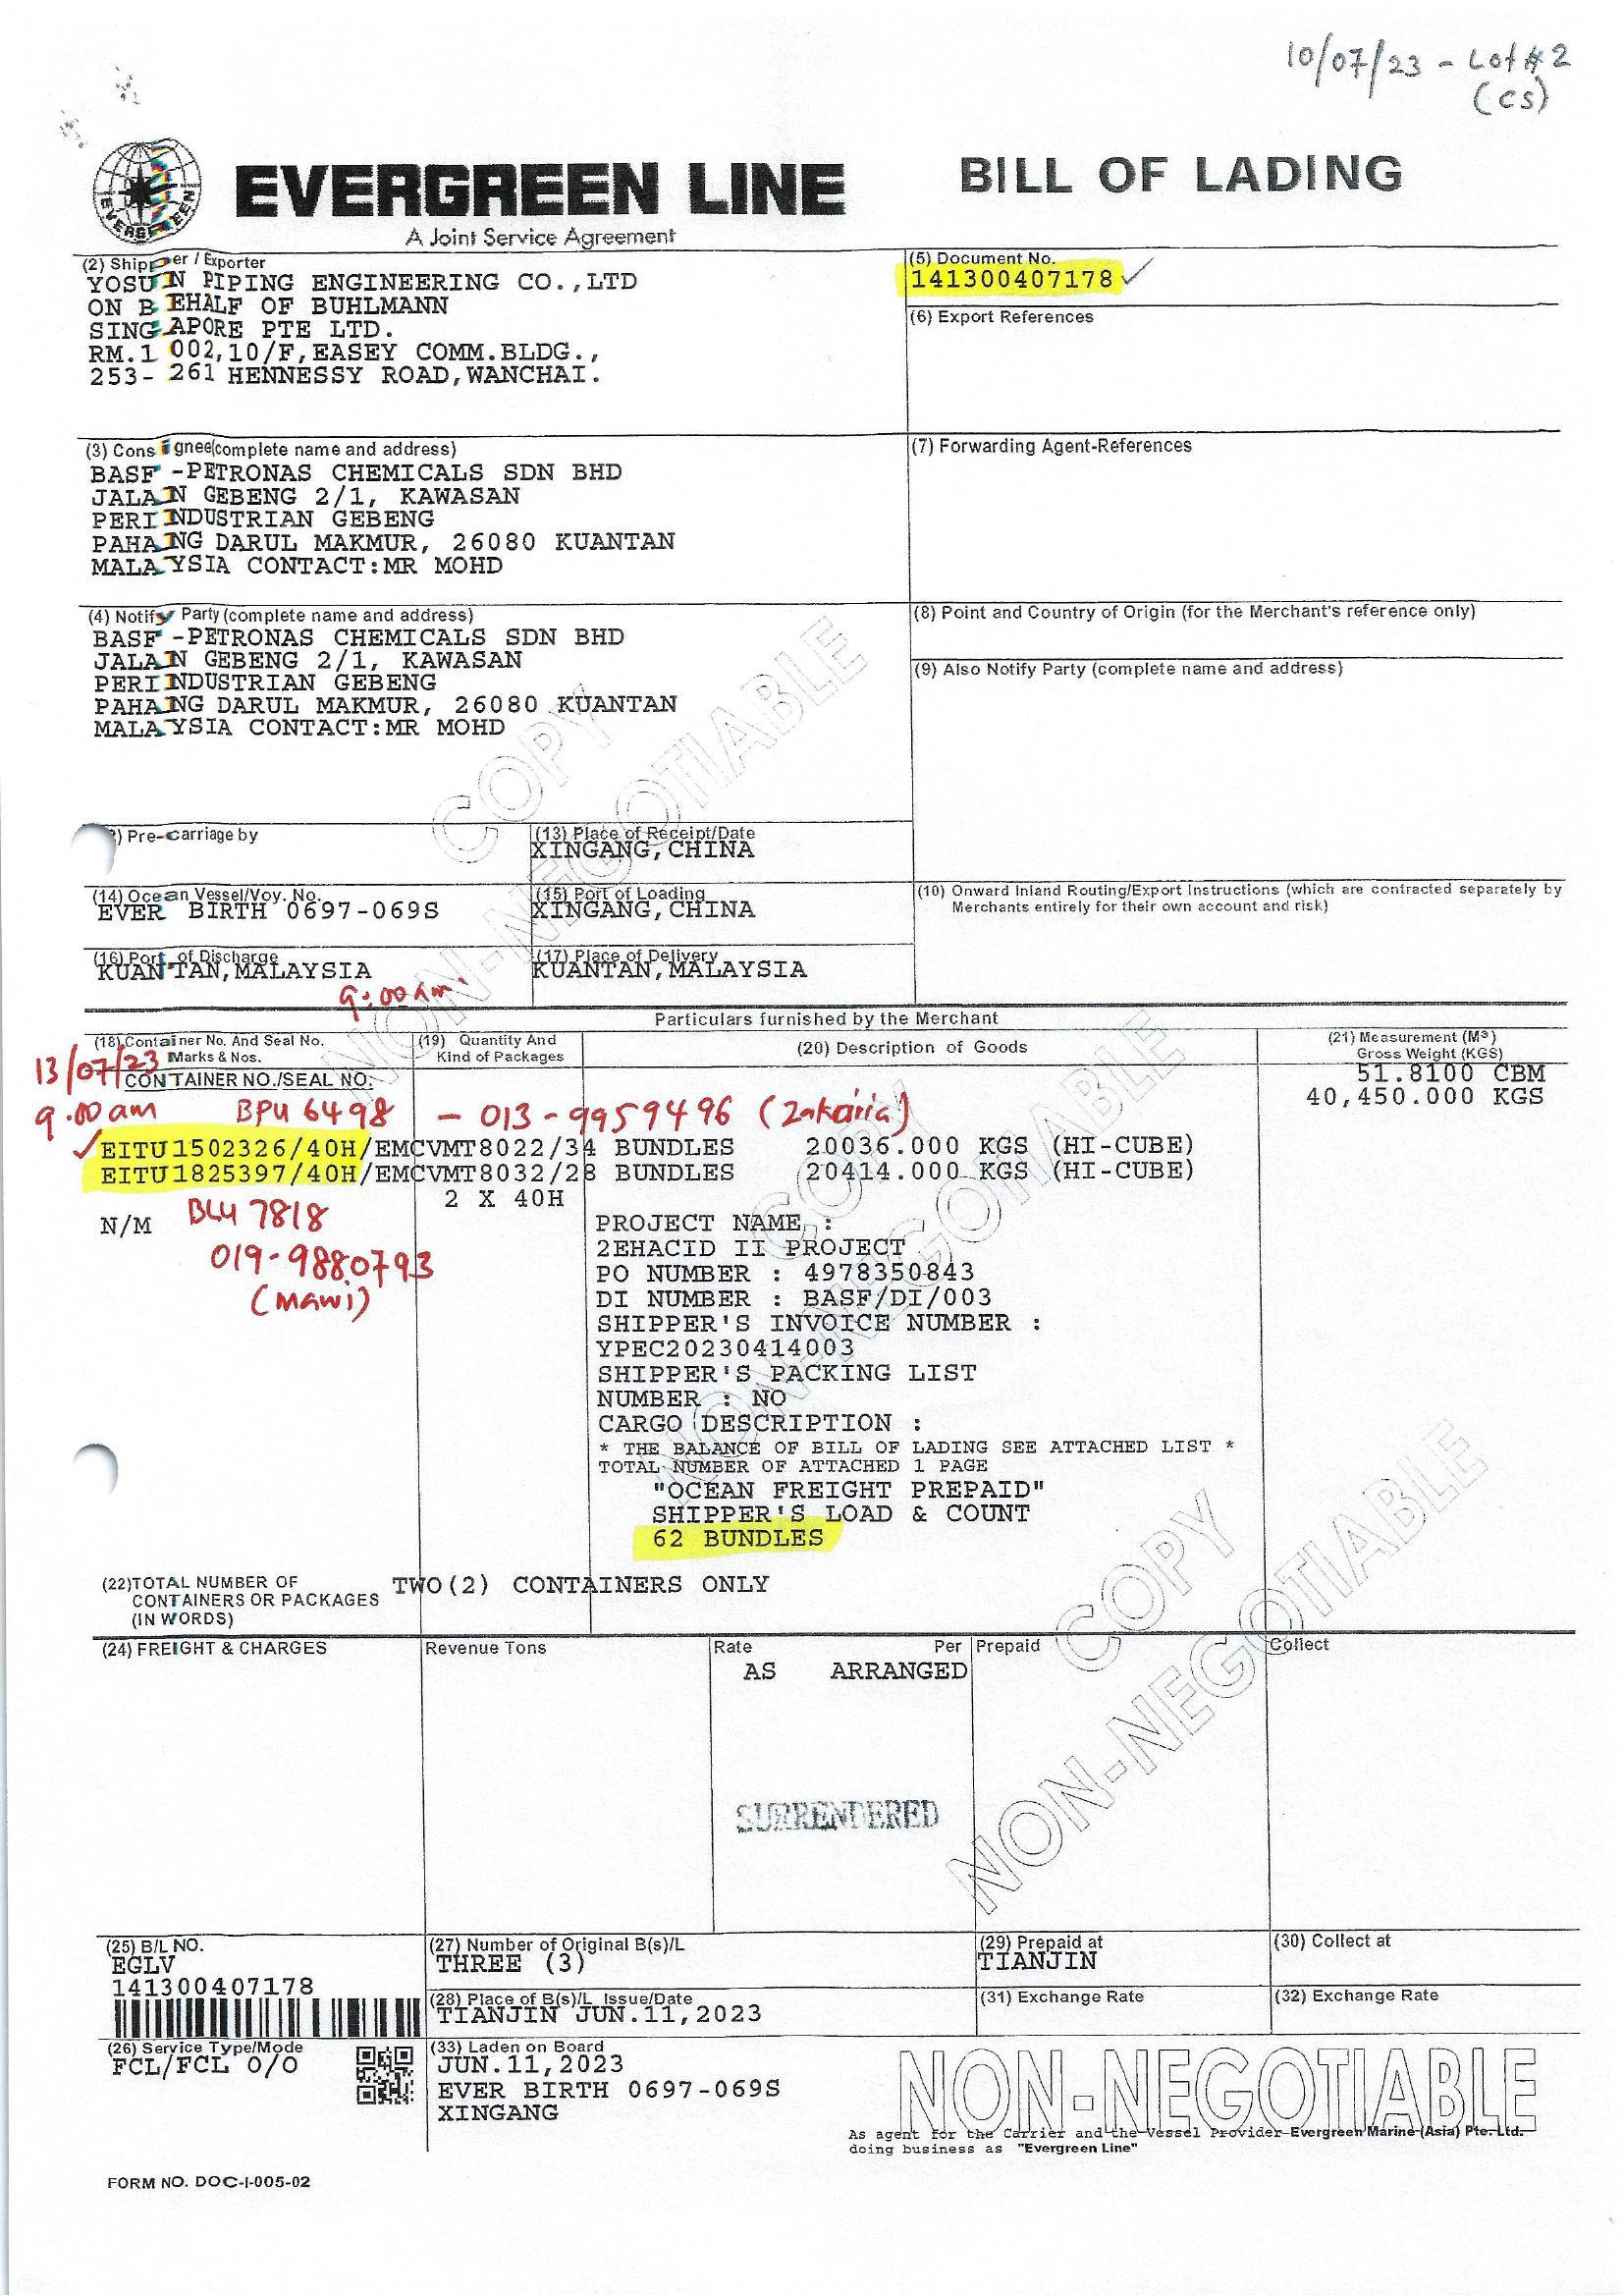 10/07/23 - Lot # 2
(CS)
EVERGREEN
EVERGREEN LINE
A Joint Service Agreement
BILL OF LADING
(2) Shipper / Exporter
YOSUN PIPING ENGINEERING CO.,LTD
ON BEHALF OF BUHLMANN
SINGAPORE PTE LTD.
RM.1002,10/F,EASEY COMM.BLDG.,
253-261 HENNESSY ROAD,WANCHAI.
(5) Document No.
141300407178 ✓
(6) Export References
(3) Consignee(complete name and address)
BASF-PETRONAS CHEMICALS SDN BHD
JALAN GEBENG 2/1, KAWASAN
PERINDUSTRIAN GEBENG
PAHANG DARUL MAKMUR, 26080 KUANTAN
MALAYSIA CONTACT:MR MOHD
(7) Forwarding Agent-References
(4) Notify Party (complete name and address)
BASF-PETRONAS CHEMICALS SDN BHD
JALAN GEBENG 2/1, KAWASAN
PERINDUSTRIAN GEBENG
PAHANG DARUL MAKMUR, 26080 KUANTAN
MALAYSIA CONTACT:MR MOHD
(8) Point and Country of Origin (for the Merchant's reference only)
(9) Also Notify Party (complete name and address)
COPY
NON-NEGOTIABLE
) Pre-carriage by
(13) Place of Receipt/Date
XINGANG,CHINA
(14) Ocean Vessel/Voy. No.
EVER BIRTH 0697-069S
(15) Port of Loading
XINGANG,CHINA
(10) Onward Inland Routing/Export Instructions (which are contracted separately by
Merchants entirely for their own account and risk)
(16) Port of Discharge
KUANTAN,MALAYSIA
(17) Place of Delivery
KUANTAN,MALAYSIA
9:00am.
Particulars furnished by the Merchant
(18) Container No. And Seal No.
Marks & Nos.
(19) Quantity And
Kind of Packages
(20) Description of Goods
(21) Measurement (M³)
Gross Weight (KGS)
13/07/23
CONTAINER NO./SEAL NO.
51.8100 CBM
40,450.000 KGS
9.00am BPU 6498 - 013-9959496 (Zakaria)
✓EITU1502326/40H/EMCVMT8022/34 BUNDLES 20036.000 KGS (HI-CUBE)
EITU1825397/40H/EMCVMT8032/28 BUNDLES 20414.000 KGS (HI-CUBE)
2 X 40H
N/M
BLU 7818
019-9880793
(Mawi)
PROJECT NAME :
2EHACID II PROJECT
PO NUMBER : 4978350843
DI NUMBER : BASF/DI/003
SHIPPER'S INVOICE NUMBER :
YPEC20230414003
SHIPPER'S PACKING LIST
NUMBER : NO
CARGO DESCRIPTION :
* THE BALANCE OF BILL OF LADING SEE ATTACHED LIST *
TOTAL NUMBER OF ATTACHED 1 PAGE
"OCEAN FREIGHT PREPAID"
SHIPPER'S LOAD & COUNT
62 BUNDLES
COPY
NON-NEGOTIABLE
(22)TOTAL NUMBER OF
CONTAINERS OR PACKAGES
(IN WORDS)
TWO(2) CONTAINERS ONLY
(24) FREIGHT & CHARGES
Revenue Tons
Rate
Per
Prepaid
Collect
AS ARRANGED
COPY
NON-NEGOTIABLE
SURRENDERED
(25) B/L NO.
EGLV
141300407178
(27) Number of Original B(s)/L
THREE (3)
(29) Prepaid at
TIANJIN
(30) Collect at
(28) Place of B(s)/L Issue/Date
TIANJIN JUN.11,2023
(31) Exchange Rate
(32) Exchange Rate
(26) Service Type/Mode
FCL/FCL O/O
(33) Laden on Board
JUN.11,2023
EVER BIRTH 0697-069S
XINGANG
NON-NEGOTIABLE
As agent for the Carrier and the Vessel Provider Evergreen Marine (Asia) Pte. Ltd.
doing business as "Evergreen Line"
FORM NO. DOC-I-005-02